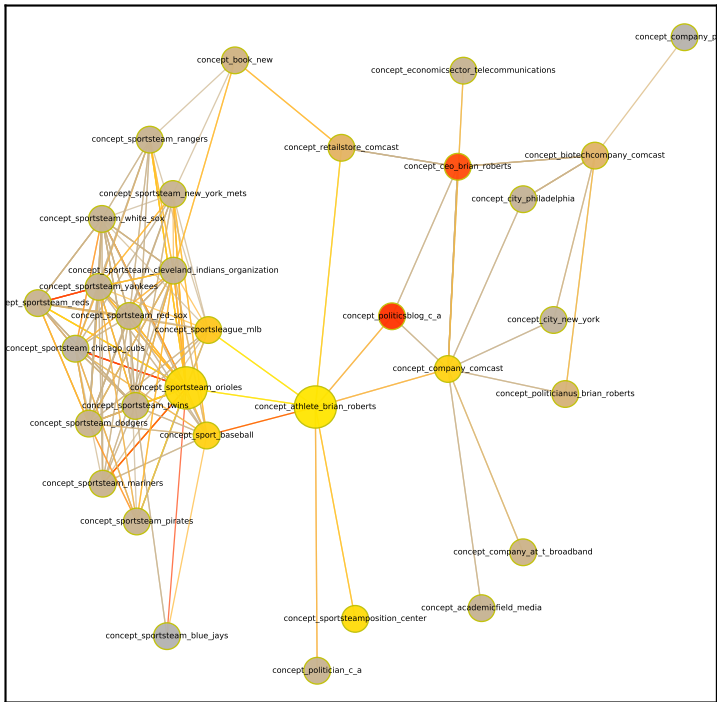 concept_company_p
concept_book_new
concept_economicsector_telecommunications
concept_sportsteam_rangers
concept_retailstore_comcast
concept_biotechcompany_comcast
concept_ceo_brian_roberts
concept_sportsteam_new_york_mets
concept_city_philadelphia
concept_sportsteam_white_sox
concept_sportsteam_cleveland_indians_organization
concept_sportsteam_yankees
ept_sportsteam_reds
concept_sportsteam_red_sox
concept_politicsblog_c_a
concept_city_new_york
concept_sportsleague_mlb
concept_sportsteam_chicago_cubs
concept_company_comcast
concept_sportsteam_orioles
concept_politicianus_brian_roberts
concept_sportsteam_twins
concept_athlete_brian_roberts
concept_sportsteam_dodgers
concept_sport_baseball
concept_sportsteam_mariners
concept_sportsteam_pirates
concept_company_at_t_broadband
concept_academicfield_media
concept_sportsteamposition_center
concept_sportsteam_blue_jays
concept_politician_c_a